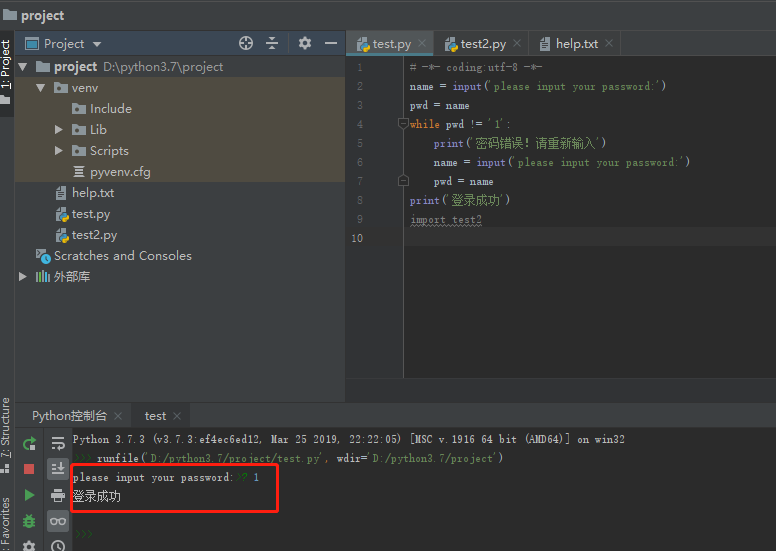 project
Project
test.py
test2.py
help.txt
1: Project
project D:\python3.7\project
venv
Include
Lib
Scripts
pyvenv.cfg
help.txt
test.py
test2.py
Scratches and Consoles
外部库
1 # -*- coding:utf-8 -*-
2 name = input('please input your password:')
3 pwd = name
4 while pwd != '1':
5 print('密码错误！请重新输入')
6 name = input('please input your password:')
7 pwd = name
8 print('登录成功')
9 import test2
10
7: Structure
Favorites
Python控制台
test
Python 3.7.3 (v3.7.3:ef4ec6ed12, Mar 25 2019, 22:22:05) [MSC v.1916 64 bit (AMD64)] on win32
>>> runfile('D:/python3.7/project/test.py', wdir='D:/python3.7/project')
please input your password:>? 1
登录成功
>>>